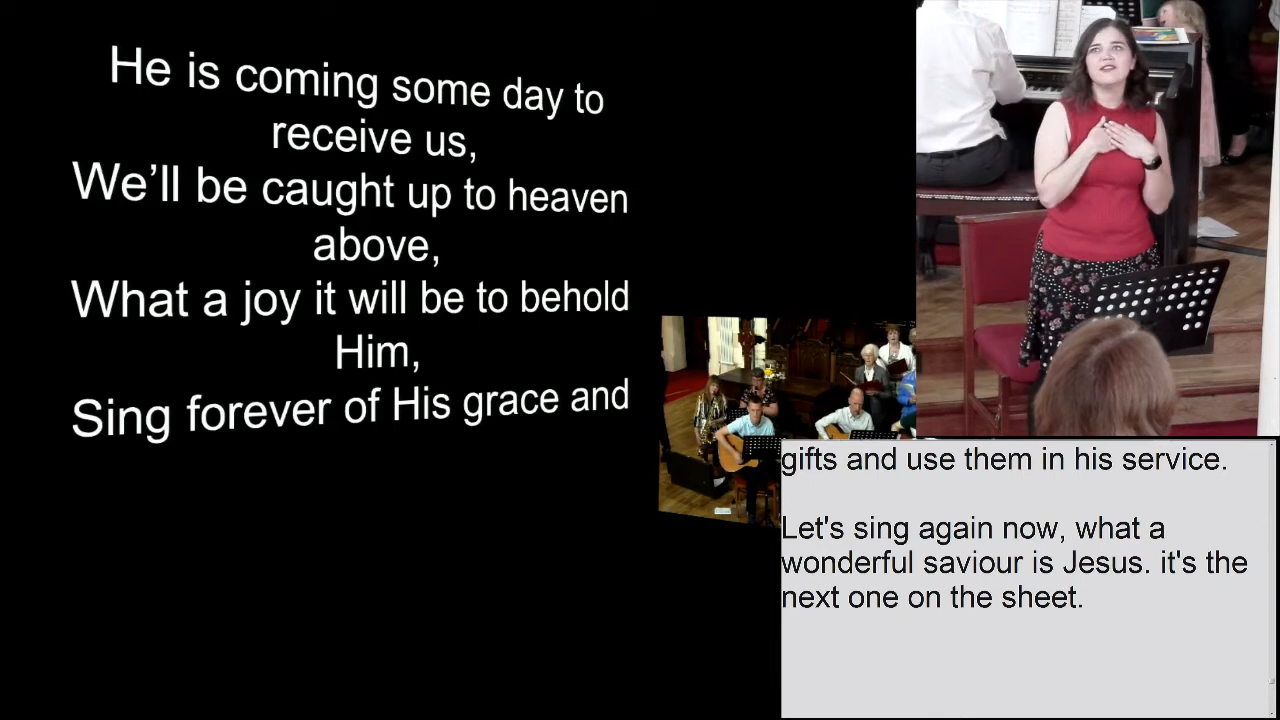 He is coming some day to
receive us,
We’ll be caught up to heaven
above,
What a joy it will be to behold
Him,
Sing forever of His grace and
gifts and use them in his service.
Let's sing again now, what a
wonderful saviour is Jesus. it's the
next one on the sheet.